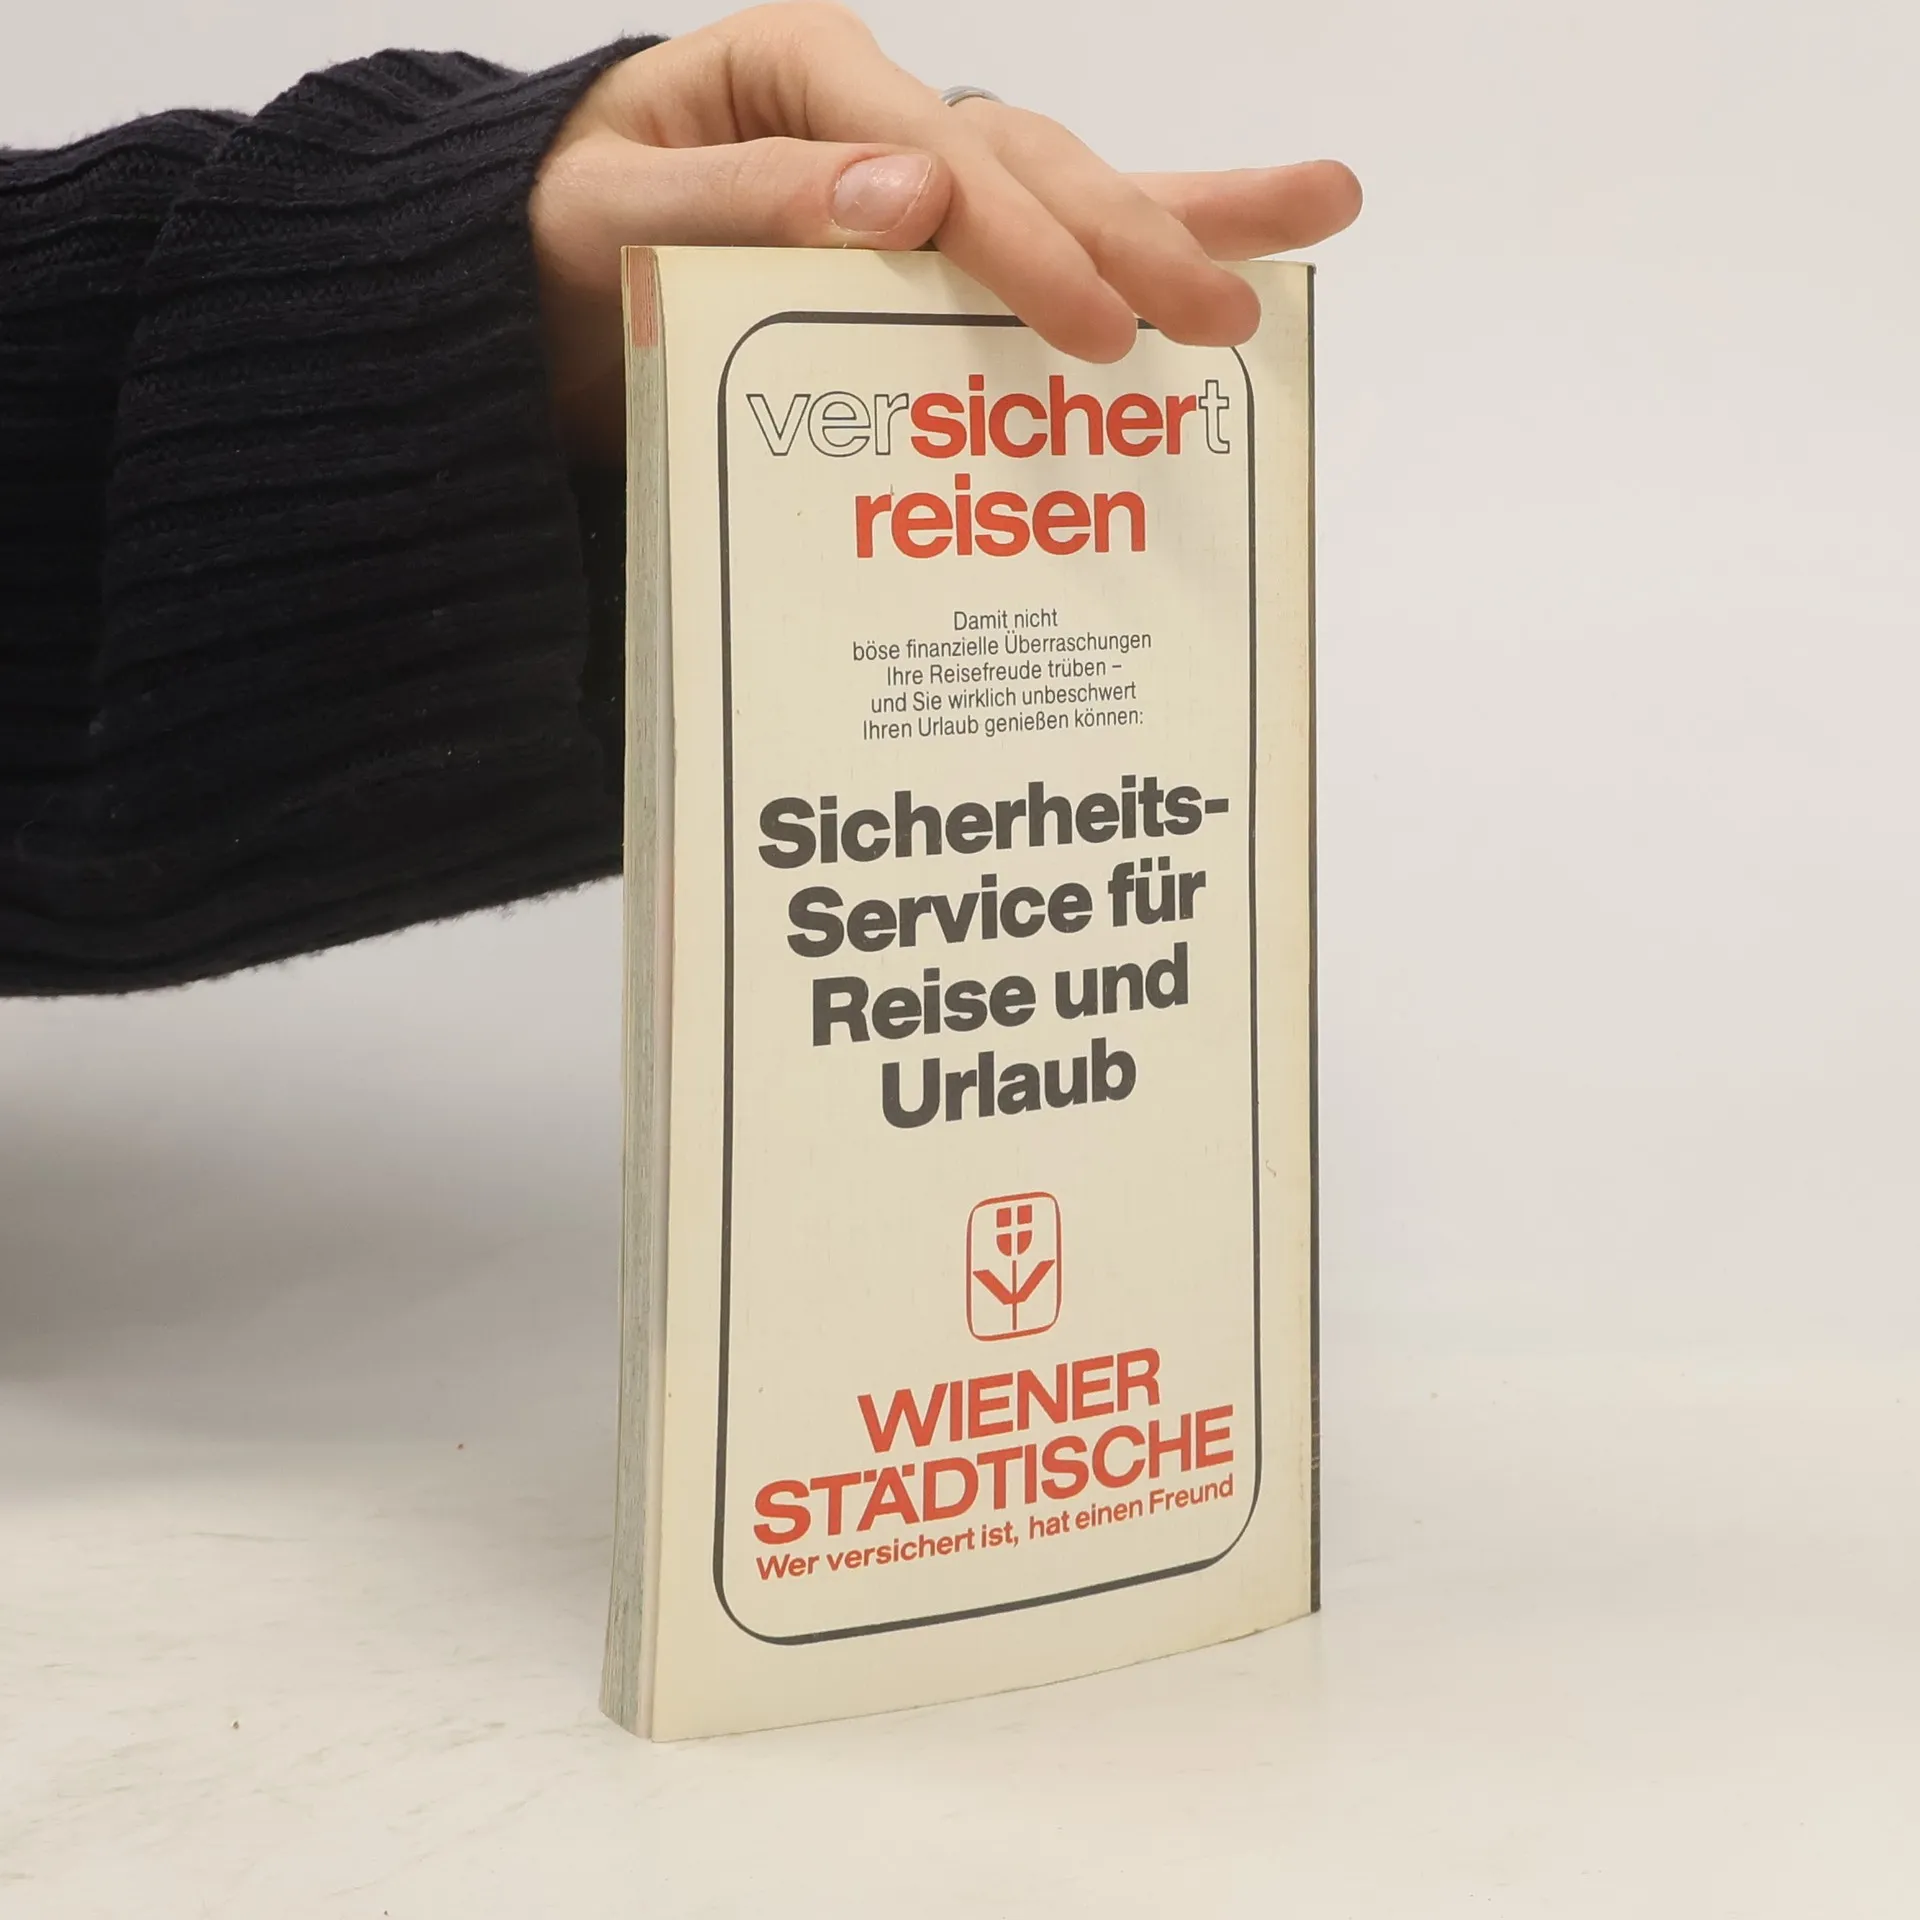 versichert
reisen
Damit nicht
böse finanzielle Überraschungen
Ihre Reisefreude trüben –
und Sie wirklich unbeschwert
Ihren Urlaub genießen können:
Sicherheits-
Service für
Reise und
Urlaub
WIENER
STÄDTISCHE
Wer versichert ist, hat einen Freund